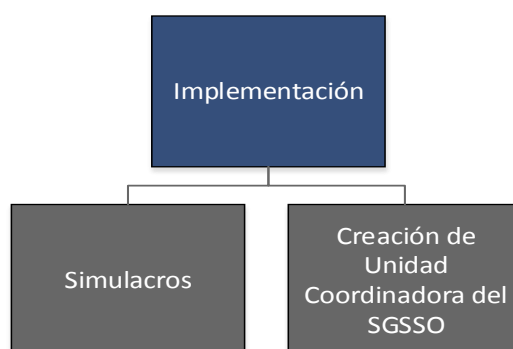 Implementación
Simulacros
Creación de
Unidad
Coordinadora del
SGSSO